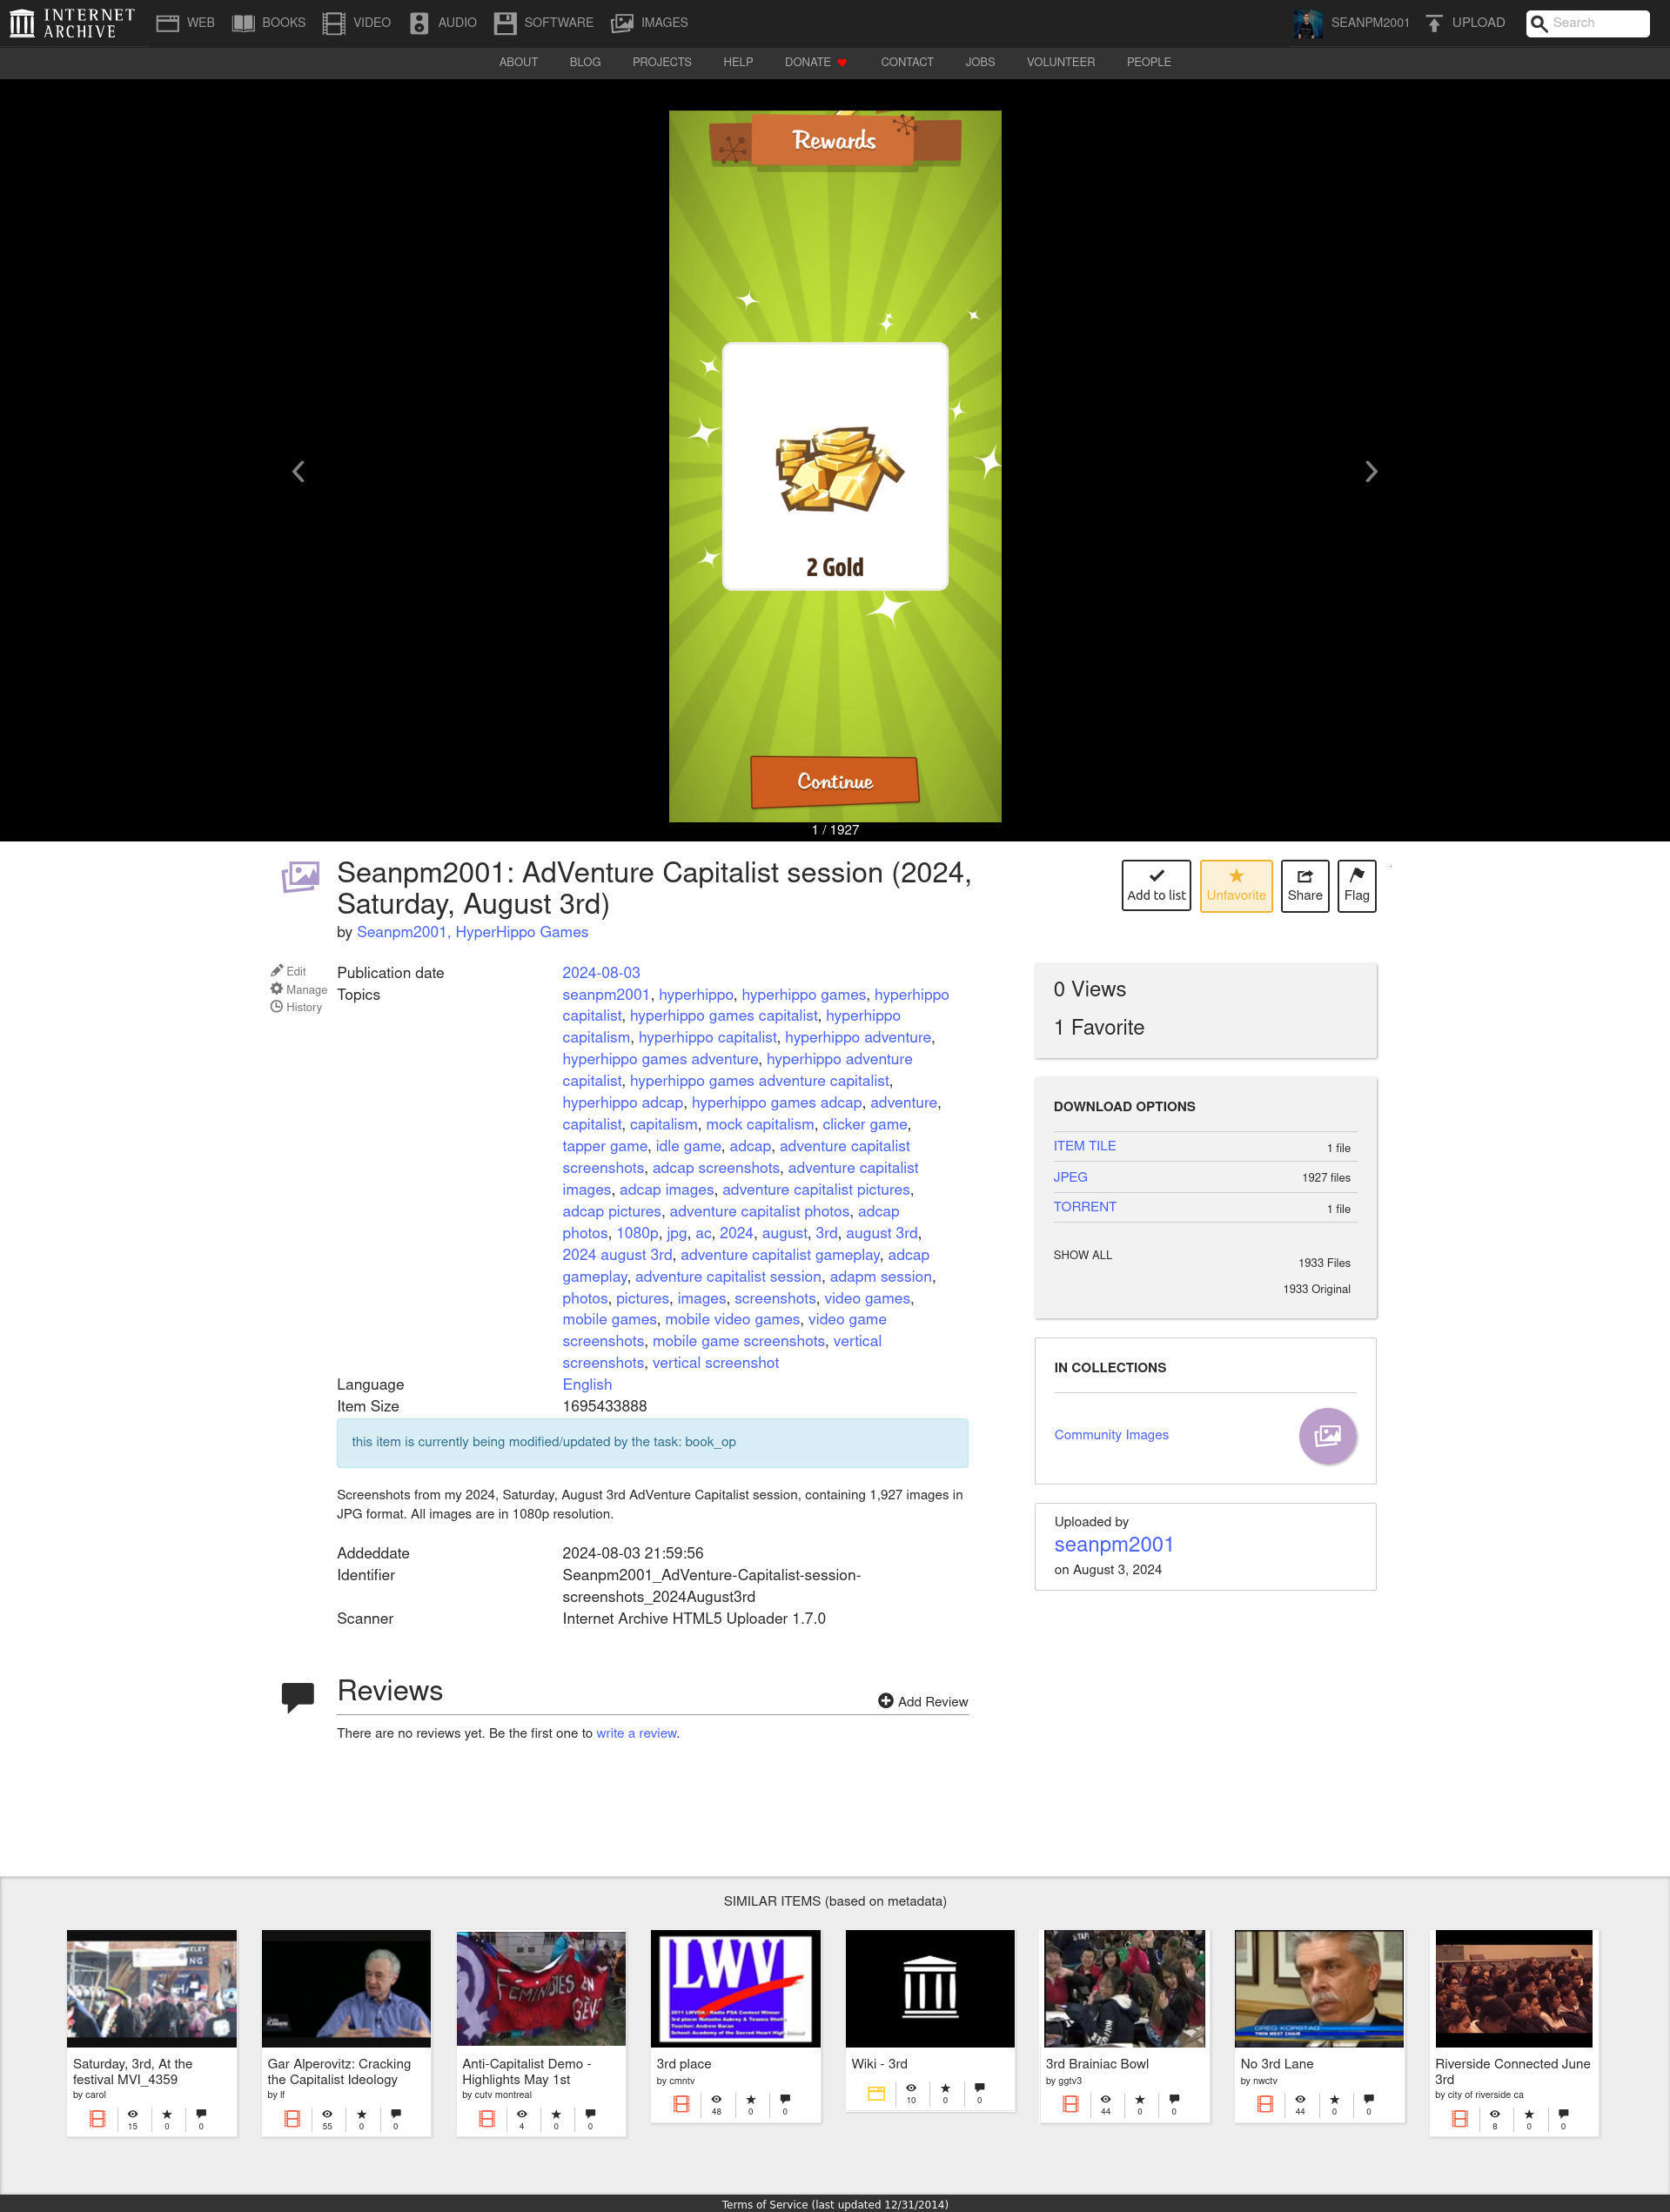 INTERNET ARCHIVE
WEB BOOKS VIDEO AUDIO SOFTWARE IMAGES SEANPM2001 UPLOAD Search
ABOUT BLOG PROJECTS HELP DONATE CONTACT JOBS VOLUNTEER PEOPLE
Rewards
2 Gold
Continue
1 / 1927
Seanpm2001: AdVenture Capitalist session (2024,
Saturday, August 3rd)
by Seanpm2001, HyperHippo Games
Add to list
Unfavorite
Share
Flag
Edit
Manage
History
Publication date 2024-08-03
Topics seanpm2001, hyperhippo, hyperhippo games, hyperhippo
capitalist, hyperhippo games capitalist, hyperhippo
capitalism, hyperhippo capitalist, hyperhippo adventure,
hyperhippo games adventure, hyperhippo adventure
capitalist, hyperhippo games adventure capitalist,
hyperhippo adcap, hyperhippo games adcap, adventure,
capitalist, capitalism, mock capitalism, clicker game,
tapper game, idle game, adcap, adventure capitalist
screenshots, adcap screenshots, adventure capitalist
images, adcap images, adventure capitalist pictures,
adcap pictures, adventure capitalist photos, adcap
photos, 1080p, jpg, ac, 2024, august, 3rd, august 3rd,
2024 august 3rd, adventure capitalist gameplay, adcap
gameplay, adventure capitalist session, adapm session,
photos, pictures, images, screenshots, video games,
mobile games, mobile video games, video game
screenshots, mobile game screenshots, vertical
screenshots, vertical screenshot
Language English
Item Size 1695433888
this item is currently being modified/updated by the task: book_op
Screenshots from my 2024, Saturday, August 3rd AdVenture Capitalist session, containing 1,927 images in
JPG format. All images are in 1080p resolution.
Addeddate 2024-08-03 21:59:56
Identifier Seanpm2001_AdVenture-Capitalist-session-
screenshots_2024August3rd
Scanner Internet Archive HTML5 Uploader 1.7.0
0 Views
1 Favorite
DOWNLOAD OPTIONS
ITEM TILE 1 file
JPEG 1927 files
TORRENT 1 file
SHOW ALL 1933 Files
1933 Original
IN COLLECTIONS
Community Images
Uploaded by
seanpm2001
on August 3, 2024
Reviews
Add Review
There are no reviews yet. Be the first one to write a review.
SIMILAR ITEMS (based on metadata)
Saturday, 3rd, At the
festival MVI_4359
by carol
15 0 0
Gar Alperovitz: Cracking
the Capitalist Ideology
by lf
55 0 0
FÉMINISTES EN
GRÈVE
Anti-Capitalist Demo -
Highlights May 1st
by cutv montreal
4 0 0
LWV
2011 LWVOA - Radio PSA Contest Winner
3rd place
by cmntv
48 0 0
Wiki - 3rd
10 0 0
3rd Brainiac Bowl
by ggtv3
44 0 0
GREG KORSTAD
TWIN WEST CHAIR
No 3rd Lane
by nwctv
44 0 0
Riverside Connected June
3rd
by city of riverside ca
8 0 0
Terms of Service (last updated 12/31/2014)